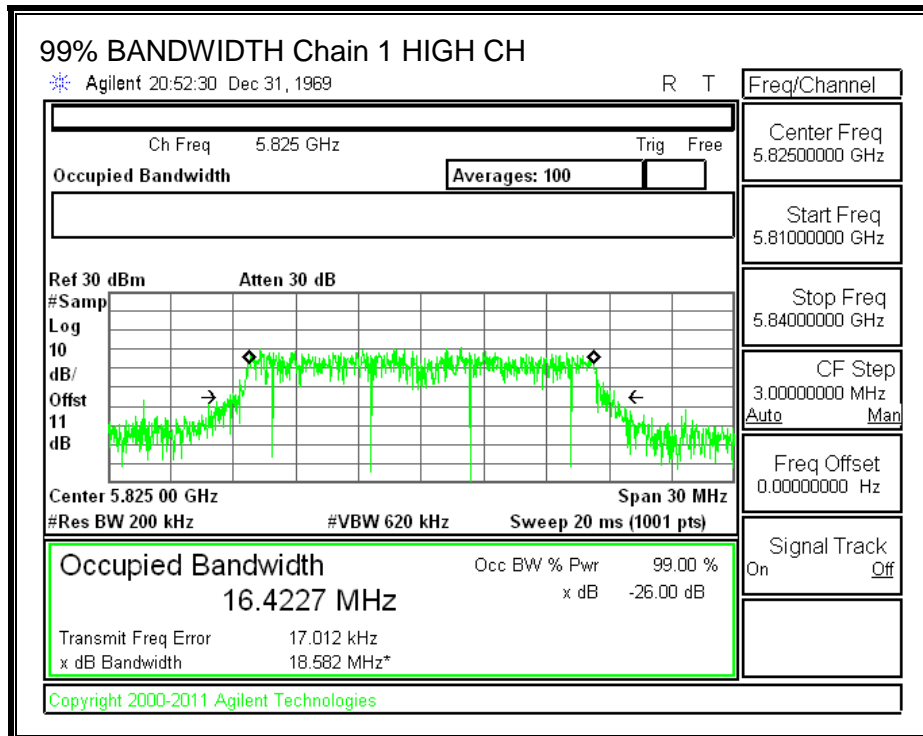 99% BANDWIDTH Chain 1 HIGH CH
Agilent 20:52:30 Dec 31, 1969 R T
Ch Freq 5.825 GHz Trig Free
Occupied Bandwidth Averages: 100
Ref 30 dBm Atten 30 dB
#Samp
Log
10
dB/
Offst
11
dB
Center 5.825 00 GHz Span 30 MHz
#Res BW 200 kHz #VBW 620 kHz Sweep 20 ms (1001 pts)
Occupied Bandwidth Occ BW % Pwr 99.00 %
16.4227 MHz x dB -26.00 dB
Transmit Freq Error 17.012 kHz
x dB Bandwidth 18.582 MHz*
Copyright 2000-2011 Agilent Technologies
Freq/Channel
Center Freq
5.82500000 GHz
Start Freq
5.81000000 GHz
Stop Freq
5.84000000 GHz
CF Step
3.00000000 MHz
Auto Man
Freq Offset
0.00000000 Hz
Signal Track
On Off